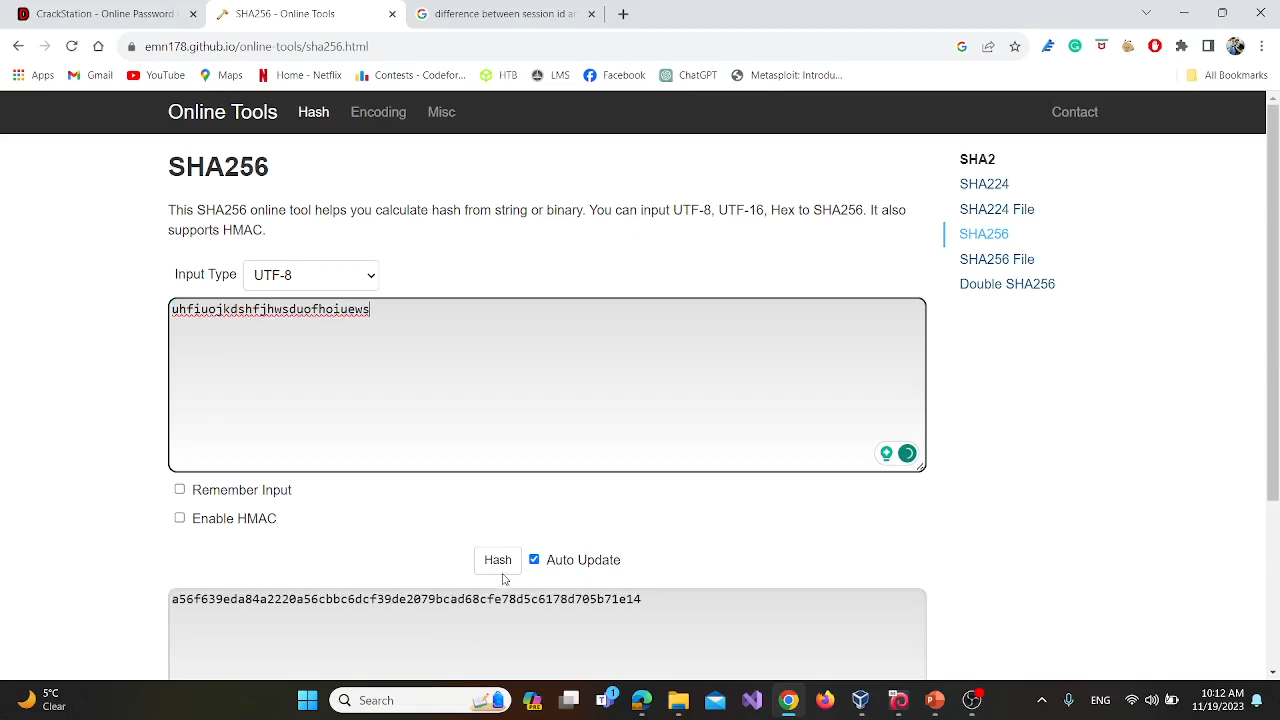 CrackStation - Online Password
SHA256 - Online Tools
difference between session id an
emn178.github.io/online-tools/sha256.html
Apps
Gmail
YouTube
Maps
Home - Netflix
Contests - Codefor...
HTB
LMS
Facebook
ChatGPT
Metasploit: Introdu...
All Bookmarks
Online Tools
Hash
Encoding
Misc
Contact
SHA256
This SHA256 online tool helps you calculate hash from string or binary. You can input UTF-8, UTF-16, Hex to SHA256. It also
supports HMAC.
Input Type
UTF-8
uhfiuojkdshfjhwsduofhoiuews
Remember Input
Enable HMAC
Hash
Auto Update
a56f639eda84a2220a56cbbc6dcf39de2079bcad68cfe78d5c6178d705b71e14
SHA2
SHA224
SHA224 File
SHA256
SHA256 File
Double SHA256
5°C
Clear
Search
1
ENG
10:12 AM
11/19/2023